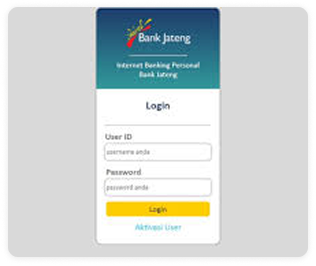 Bank Jateng
Internet Banking Personal
Bank Jateng
Login
User ID
username anda
Password
password anda
Login
Aktivasi User